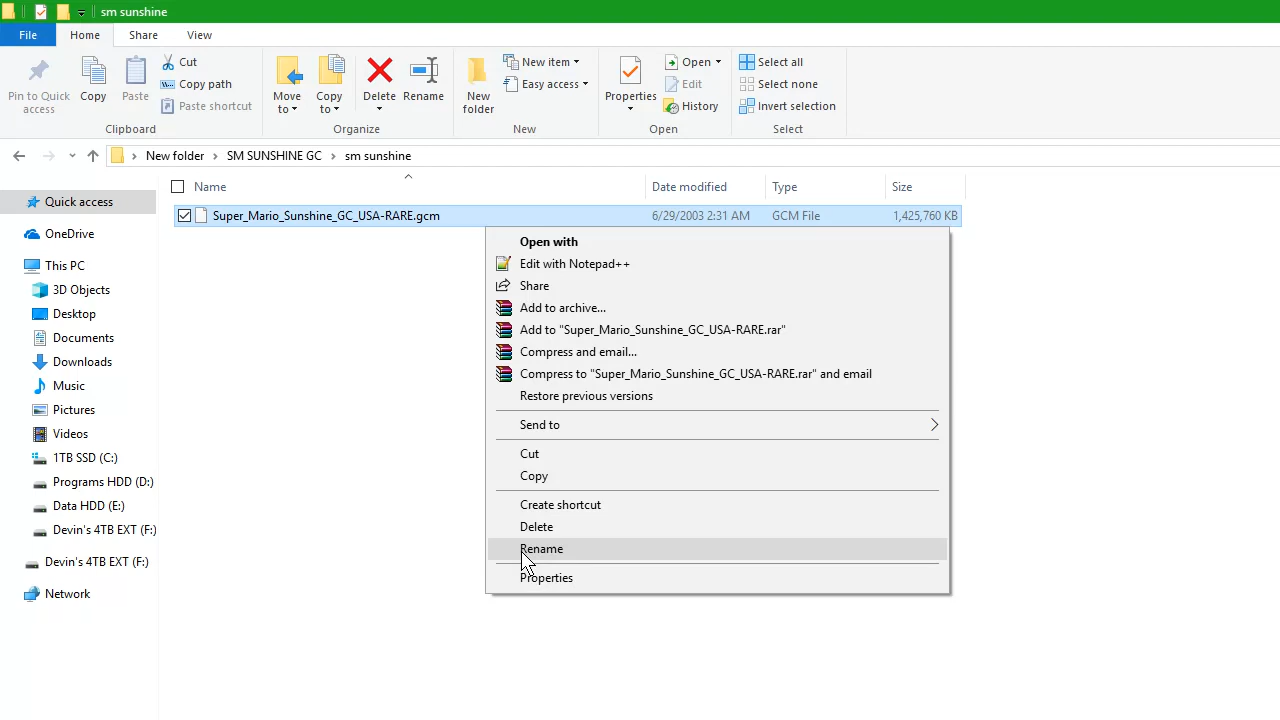 sm sunshine
File Home Share View
Pin to Quick access
Copy
Paste
Cut
Copy path
Paste shortcut
Clipboard
Move to
Copy to
Delete
Rename
Organize
New folder
New item
Easy access
New
Properties
Open
Edit
History
Open
Select all
Select none
Invert selection
Select
New folder > SM SUNSHINE GC > sm sunshine
Name Date modified Type Size
Super_Mario_Sunshine_GC_USA-RARE.gcm 6/29/2003 2:31 AM GCM File 1,425,760 KB
Quick access
OneDrive
This PC
3D Objects
Desktop
Documents
Downloads
Music
Pictures
Videos
1TB SSD (C:)
Programs HDD (D:)
Data HDD (E:)
Devin's 4TB EXT (F:)
Devin's 4TB EXT (F:)
Network
Open with
Edit with Notepad++
Share
Add to archive...
Add to "Super_Mario_Sunshine_GC_USA-RARE.rar"
Compress and email...
Compress to "Super_Mario_Sunshine_GC_USA-RARE.rar" and email
Restore previous versions
Send to
Cut
Copy
Create shortcut
Delete
Rename
Properties